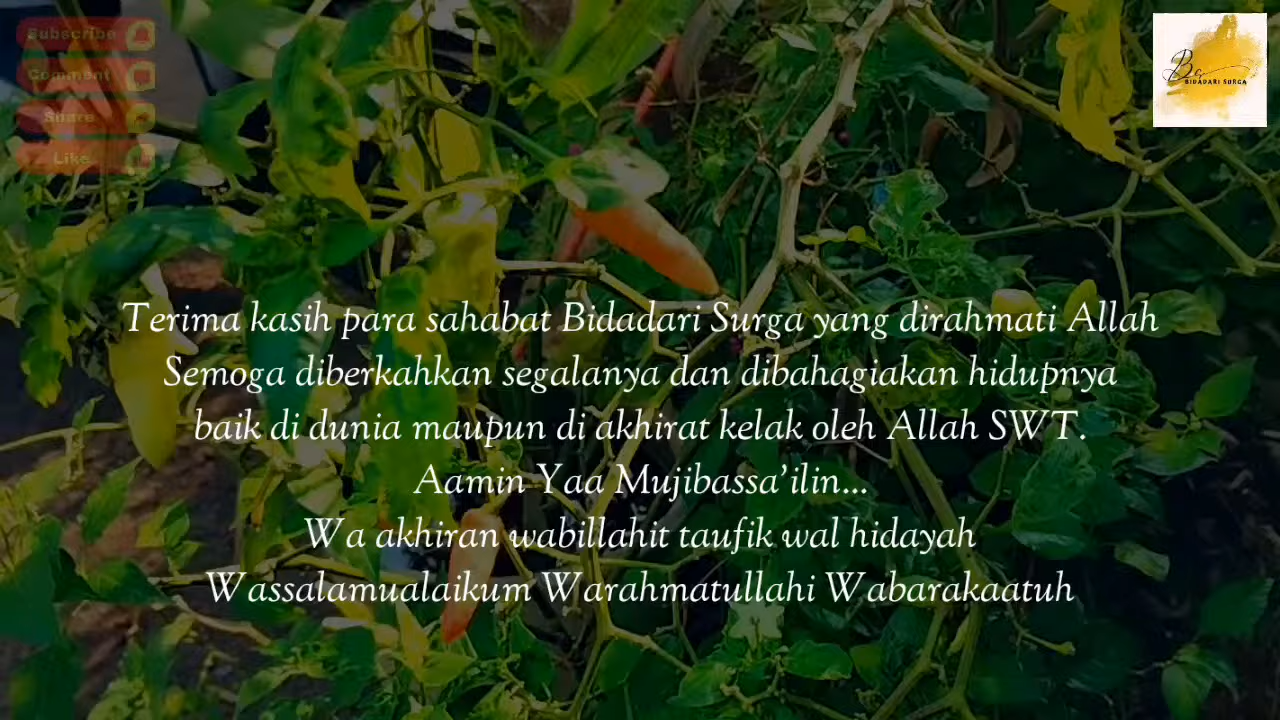 Subscribe
Comment
Share
Like
BIDADARI SURGA
Terima kasih para sahabat Bidadari Surga yang dirahmati Allah
Semoga diberkahkan segalanya dan dibahagiakan hidupnya
baik di dunia maupun di akhirat kelak oleh Allah SWT.
Aamin Yaa Mujibassa'ilin...
Wa akhiran wabillahit taufik wal hidayah
Wassalamualaikum Warahmatullahi Wabarakaatuh